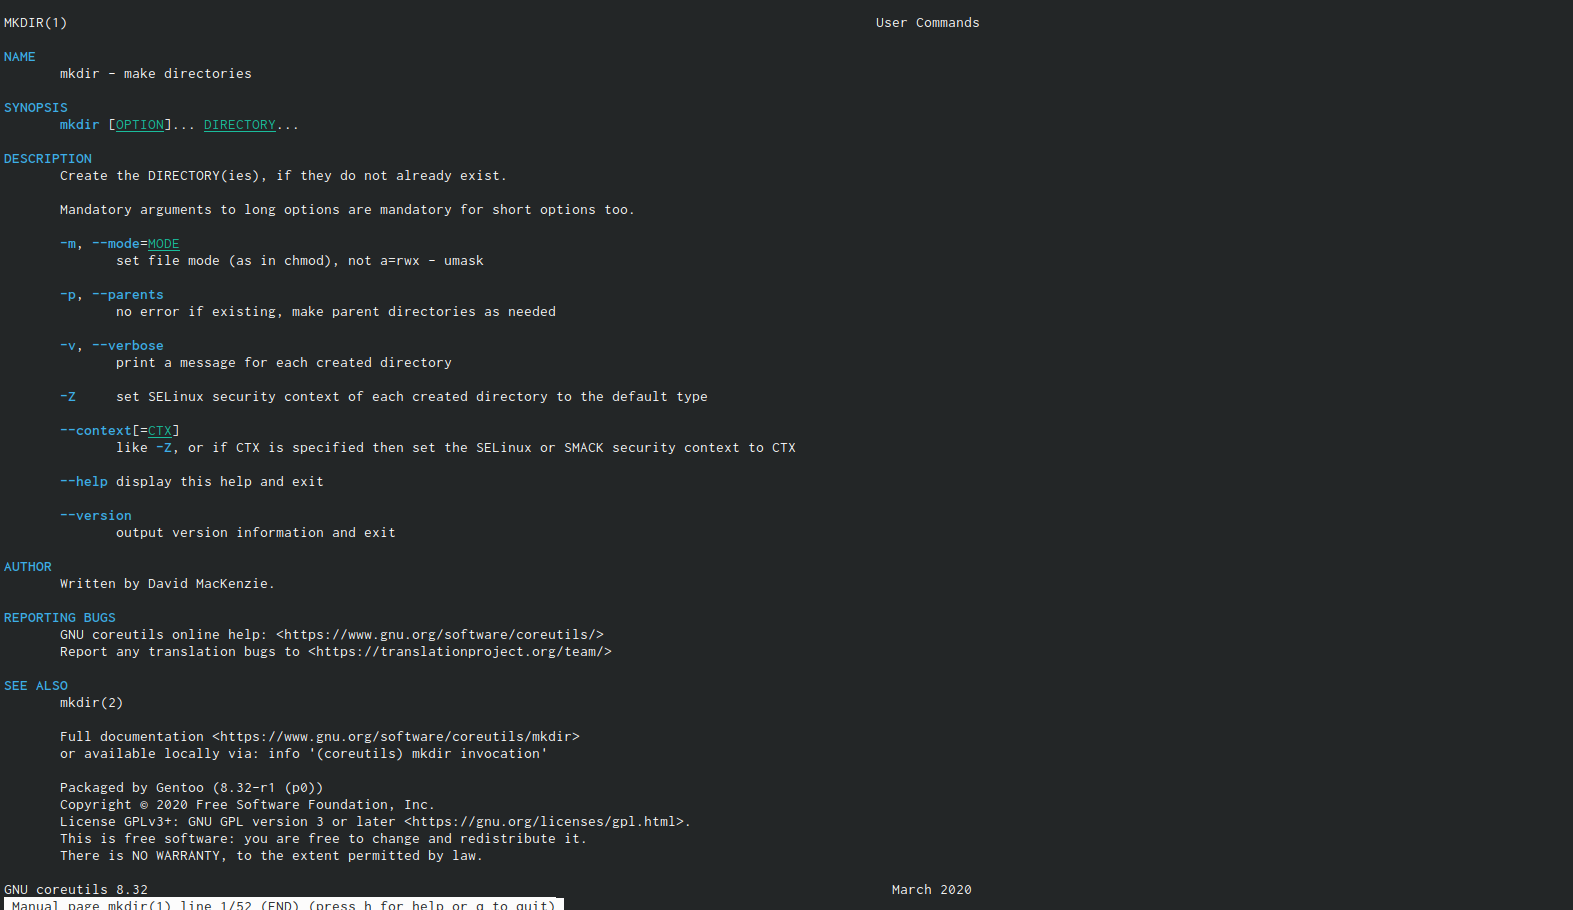 MKDIR(1) User Commands
NAME
mkdir - make directories
SYNOPSIS
mkdir [OPTION]... DIRECTORY...
DESCRIPTION
Create the DIRECTORY(ies), if they do not already exist.
Mandatory arguments to long options are mandatory for short options too.
-m, --mode=MODE
set file mode (as in chmod), not a=rwx - umask
-p, --parents
no error if existing, make parent directories as needed
-v, --verbose
print a message for each created directory
-Z set SELinux security context of each created directory to the default type
--context[=CTX]
like -Z, or if CTX is specified then set the SELinux or SMACK security context to CTX
--help display this help and exit
--version
output version information and exit
AUTHOR
Written by David MacKenzie.
REPORTING BUGS
GNU coreutils online help: <https://www.gnu.org/software/coreutils/>
Report any translation bugs to <https://translationproject.org/team/>
SEE ALSO
mkdir(2)
Full documentation <https://www.gnu.org/software/coreutils/mkdir>
or available locally via: info '(coreutils) mkdir invocation'
Packaged by Gentoo (8.32-r1 (p0))
Copyright © 2020 Free Software Foundation, Inc.
License GPLv3+: GNU GPL version 3 or later <https://gnu.org/licenses/gpl.html>.
This is free software: you are free to change and redistribute it.
There is NO WARRANTY, to the extent permitted by law.
GNU coreutils 8.32 March 2020
Manual page mkdir(1) line 1/52 (END) (press h for help or q to quit)